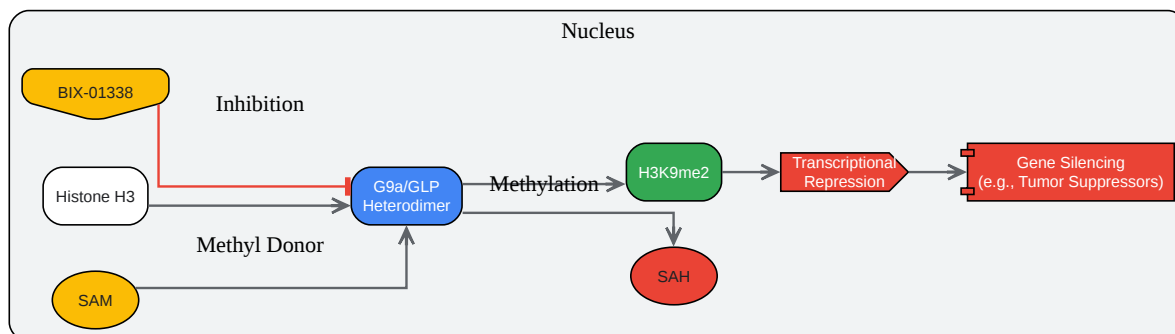 Nucleus
BIX-01338
Inhibition
Histone H3
G9a/GLP
Heterodimer
Methylation
H3K9me2
Transcriptional
Repression
Gene Silencing
(e.g., Tumor Suppressors)
Methyl Donor
SAM
SAH